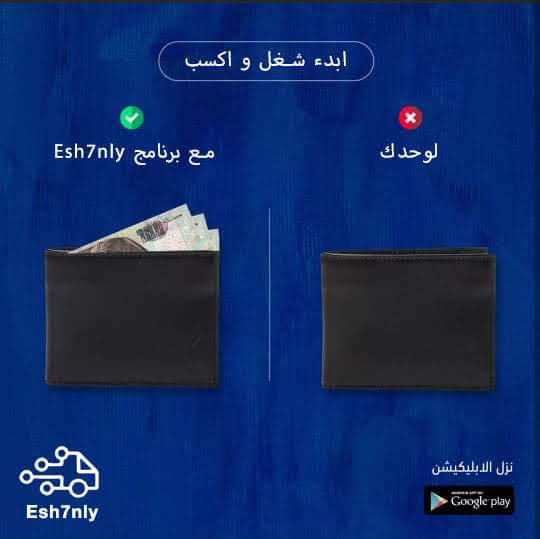 ابدء شغل و اكسب
لوحدك
مع برنامج Esh7nly
نزل الابليكيشن
Google play
Esh7nly